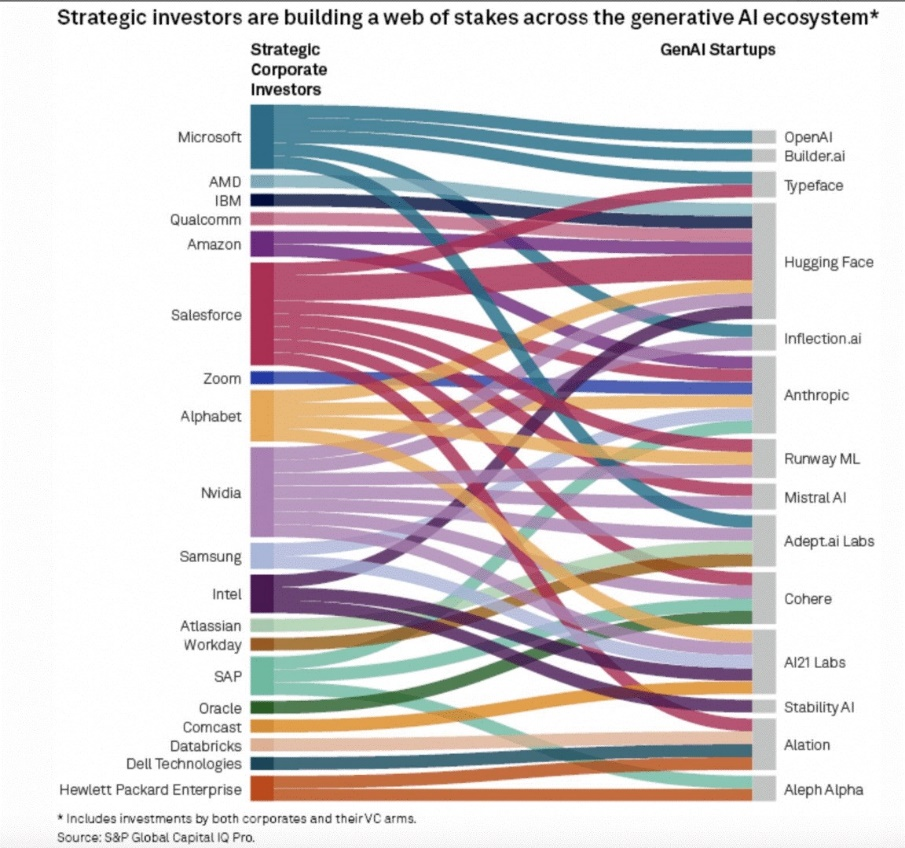 Strategic investors are building a web of stakes across the generative AI ecosystem*
Strategic
Corporate
Investors
GenAI Startups
Microsoft
AMD
IBM
Qualcomm
Amazon
Salesforce
Zoom
Alphabet
Nvidia
Samsung
Intel
Atlassian
Workday
SAP
Oracle
Comcast
Databricks
Dell Technologies
Hewlett Packard Enterprise
OpenAI
Builder.ai
Typeface
Hugging Face
Inflection.ai
Anthropic
Runway ML
Mistral AI
Adept.ai Labs
Cohere
AI21 Labs
Stability AI
Alation
Aleph Alpha
* Includes investments by both corporates and their VC arms.
Source: S&P Global Capital IQ Pro.